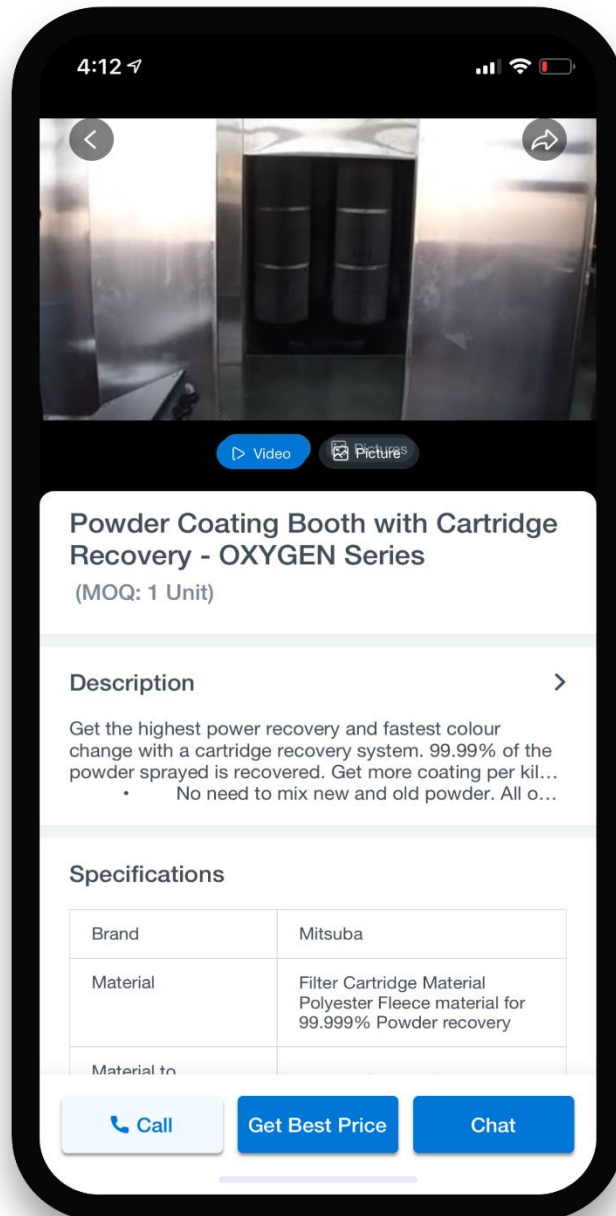 4:12
Video
Pictures
Picture
Powder Coating Booth with Cartridge
Recovery - OXYGEN Series
(MOQ: 1 Unit)
Description
Get the highest power recovery and fastest colour
change with a cartridge recovery system. 99.99% of the
powder sprayed is recovered. Get more coating per kil...
• No need to mix new and old powder. All o...
Specifications
Brand Mitsuba
Material Filter Cartridge Material
Polyester Fleece material for
99.999% Powder recovery
Material to
Call Get Best Price Chat